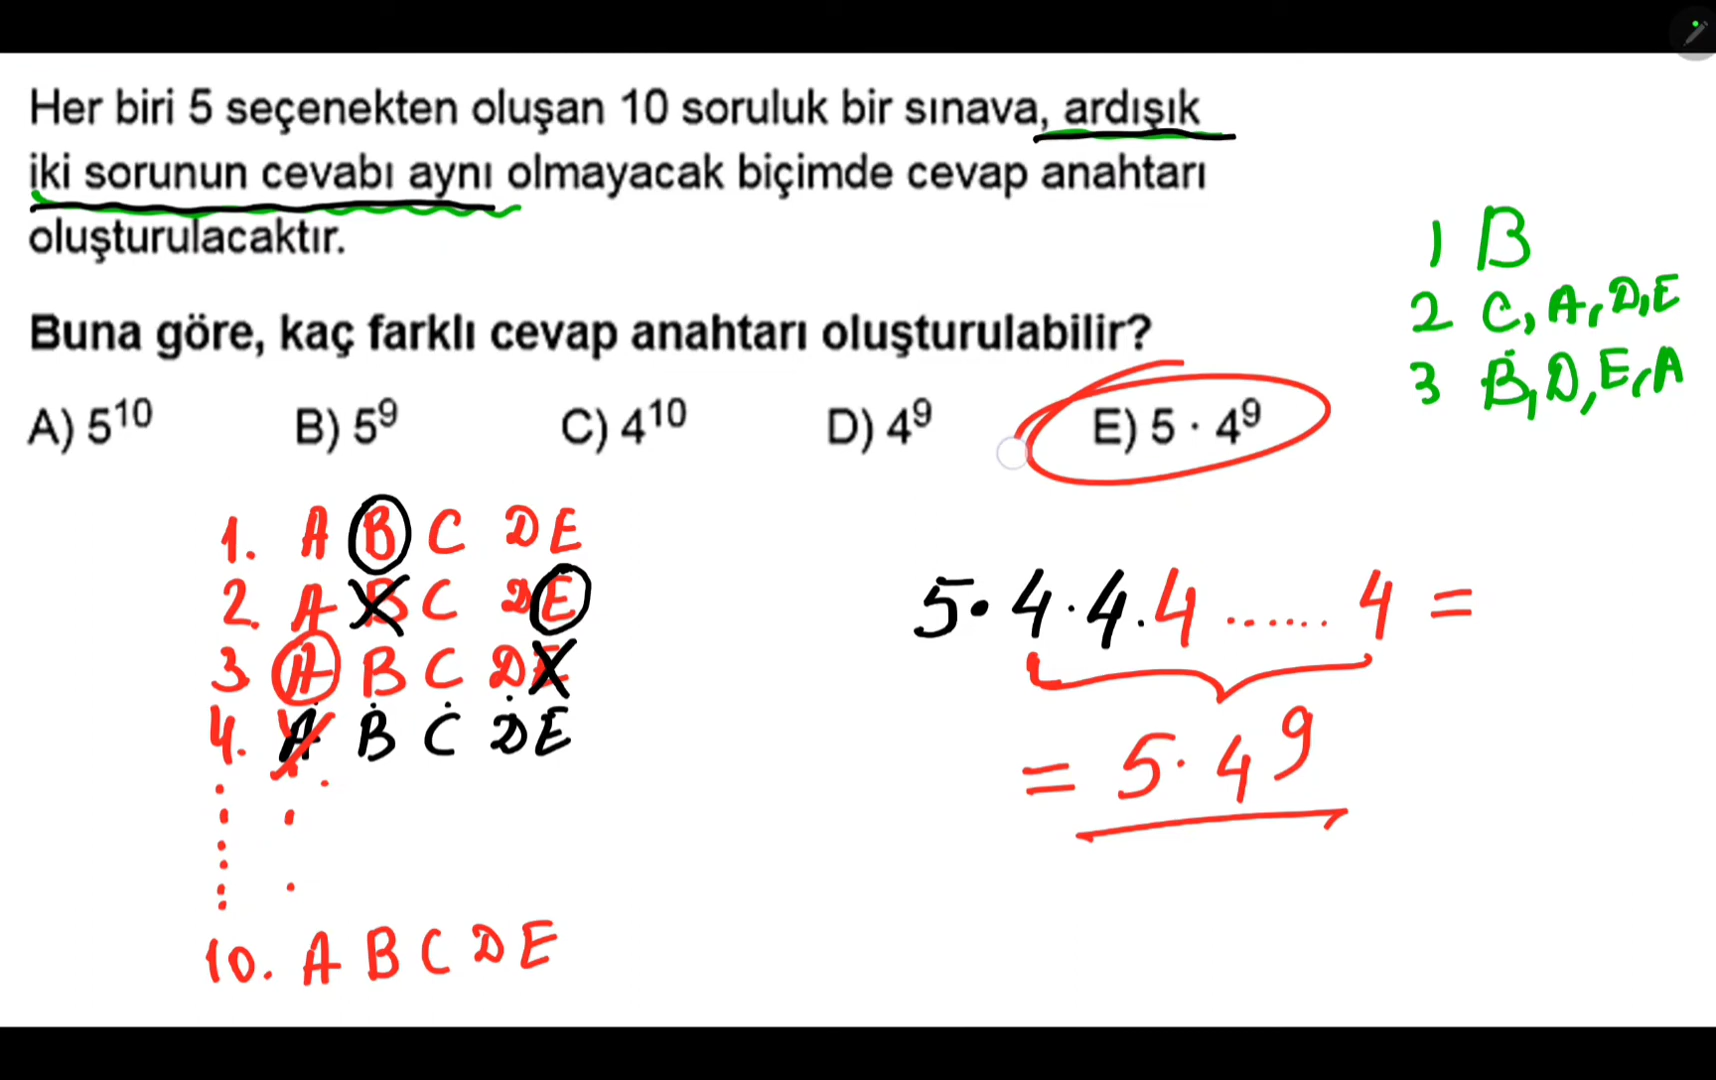 Her biri 5 seçenekten oluşan 10 soruluk bir sınava, ardışık
iki sorunun cevabı aynı olmayacak biçimde cevap anahtarı
oluşturulacaktır.
Buna göre, kaç farklı cevap anahtarı oluşturulabilir?
A) 5¹⁰ B) 5⁹ C) 4¹⁰ D) 4⁹ E) 5 · 4⁹
1 B
2 C, A, D, E
3 B, D, E, A
1. A B C D E
2. A B C D E
3 A B C D E
4. A B C D E
10. A B C D E
5 · 4 · 4 . 4 ...... 4 =
= 5 · 4⁹